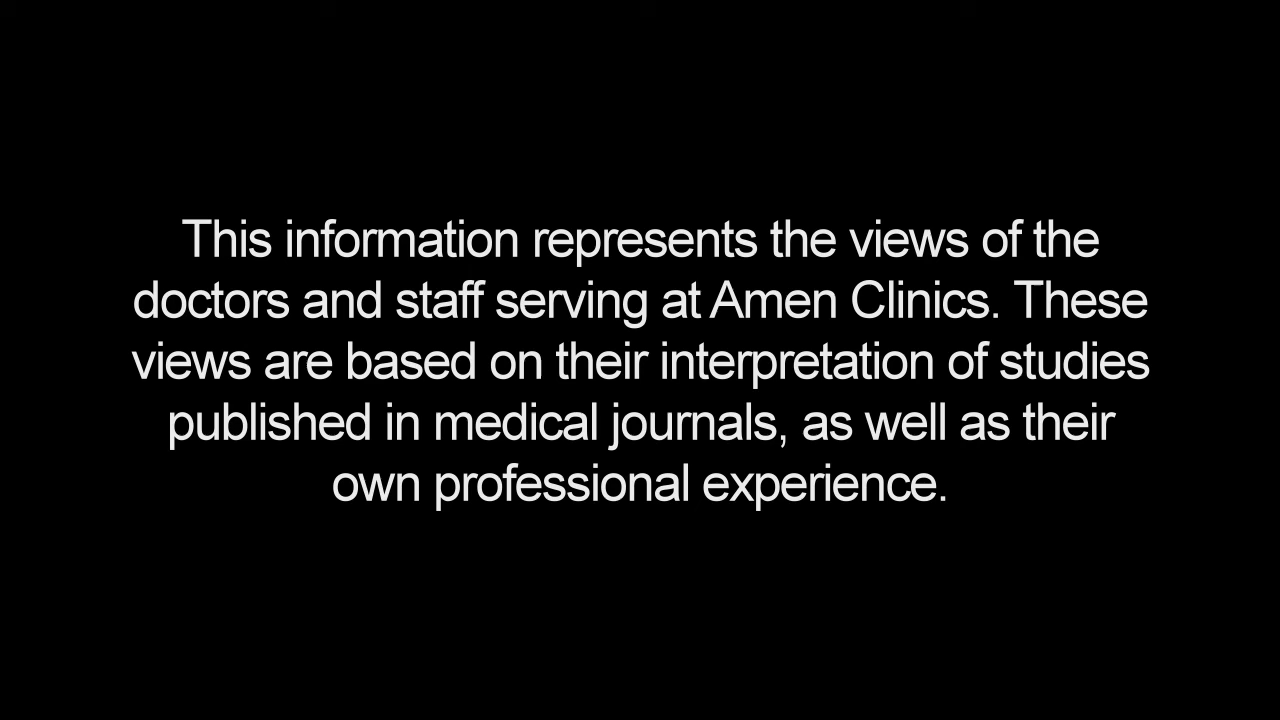 This information represents the views of the
doctors and staff serving at Amen Clinics. These
views are based on their interpretation of studies
published in medical journals, as well as their
own professional experience.